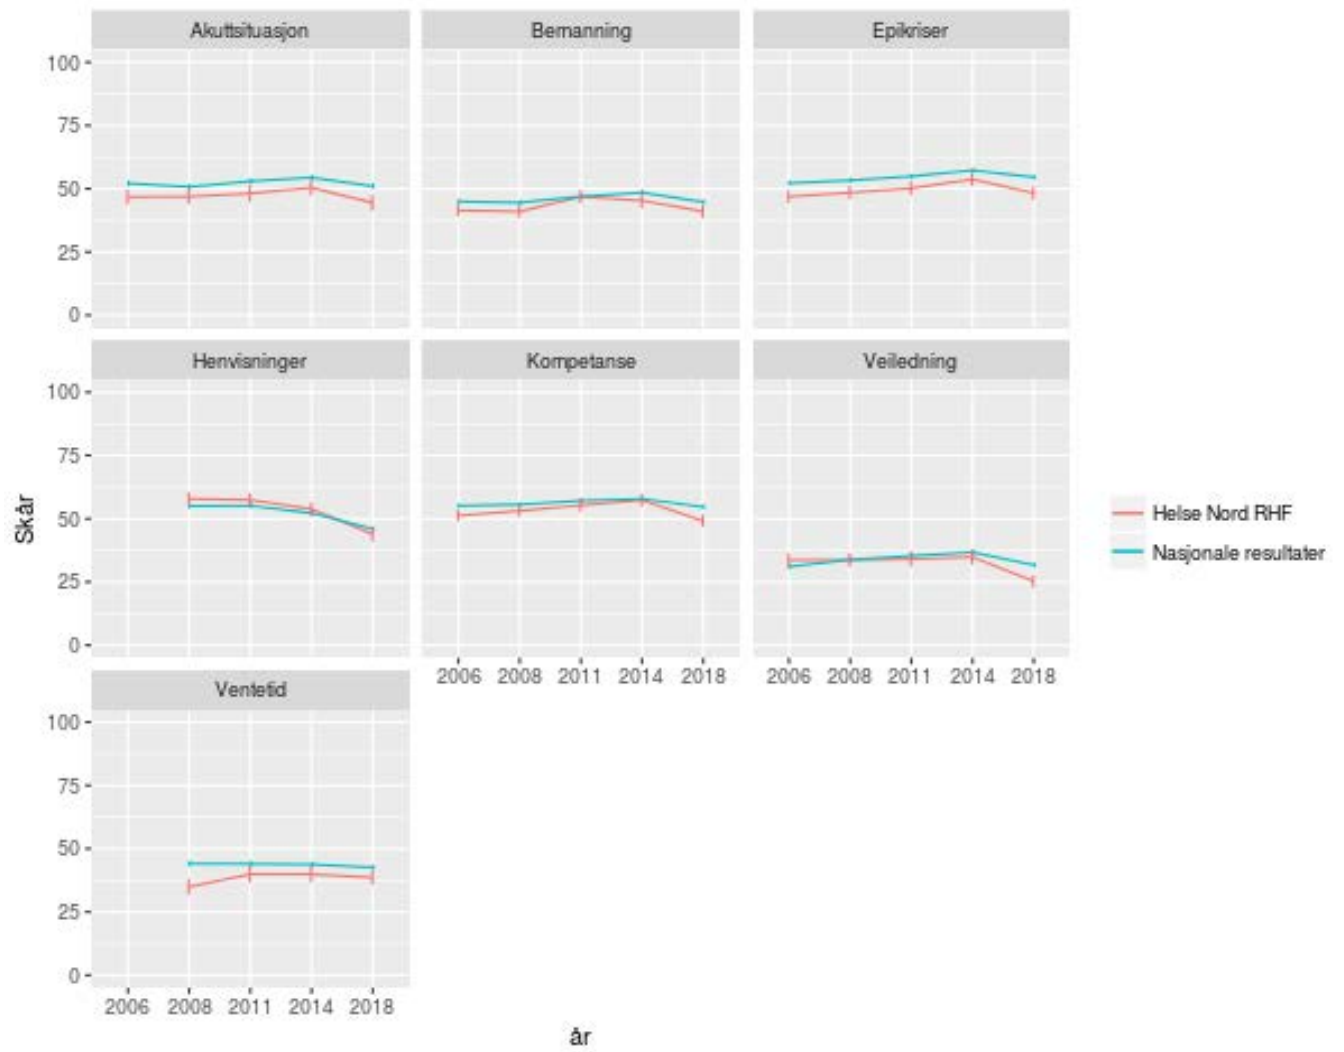 Akuttsituasjon
Bemanning
Epikriser
100
75
50
25
0
Henvisninger
Kompetanse
Veiledning
100
75
50
25
0
2006 2008 2011 2014 2018
2006 2008 2011 2014 2018
Ventetid
100
75
50
25
0
2006 2008 2011 2014 2018
Skår
år
Helse Nord RHF
Nasjonale resultater